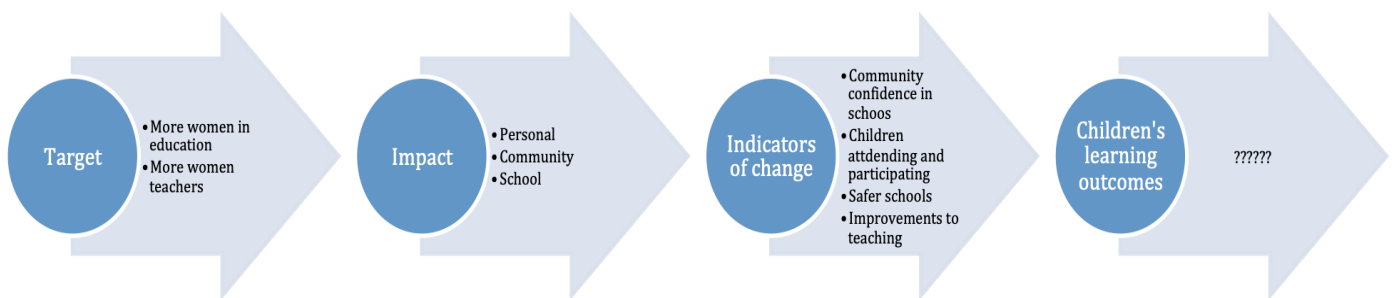 Target
• More women in
education
• More women
teachers
Impact
• Personal
• Community
• School
Indicators
of change
• Community
confidence in
schoos
• Children
attdending and
participating
• Safer schools
• Improvements to
teaching
Children's
learning
outcomes
??????